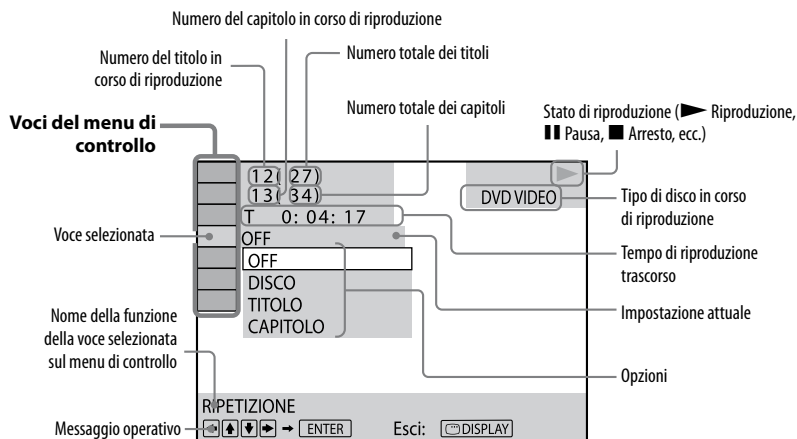 Numero del capitolo in corso di riproduzione
Numero del titolo in
corso di riproduzione
Numero totale dei titoli
Numero totale dei capitoli
Stato di riproduzione (► Riproduzione,
❚❚ Pausa, ■ Arresto, ecc.)
Voci del menu di
controllo
12( 27)
13( 34)
T 0: 04: 17
DVD VIDEO
Tipo di disco in corso
di riproduzione
Voce selezionata
OFF
OFF
DISCO
TITOLO
CAPITOLO
Tempo di riproduzione
trascorso
Impostazione attuale
Nome della funzione
della voce selezionata
sul menu di controllo
Opzioni
RIPETIZIONE
Messaggio operativo
← ↑ ↓ → → ENTER Esci: DISPLAY